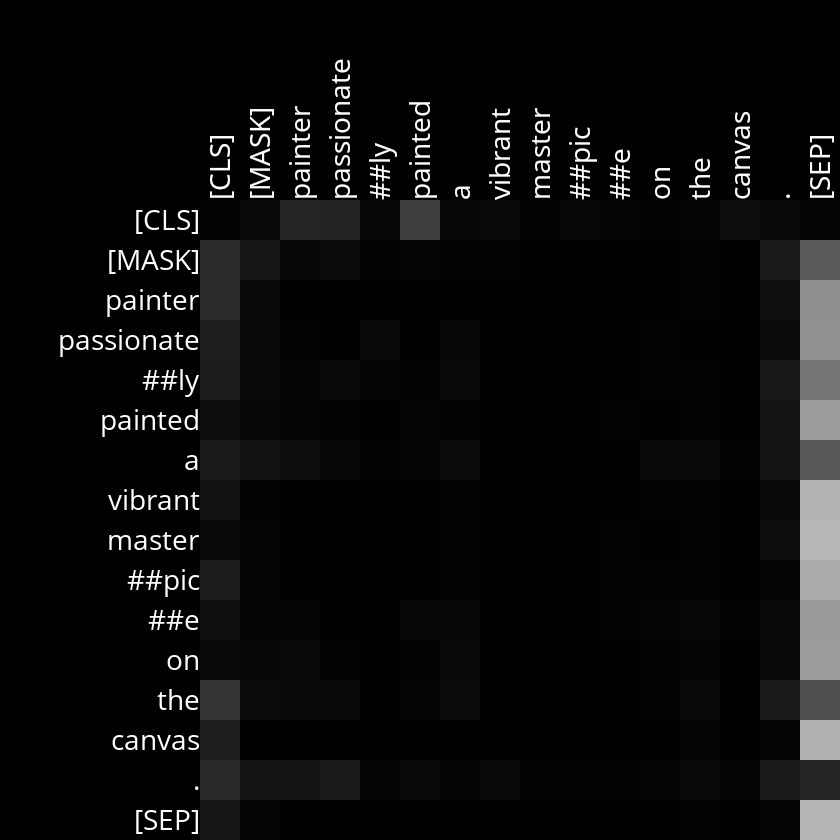 [CLS] [MASK] painter passionate ##ly painted a vibrant master ##pic ##e on the canvas . [SEP]
[CLS]
[MASK]
painter
passionate
##ly
painted
a
vibrant
master
##pic
##e
on
the
canvas
.
[SEP]